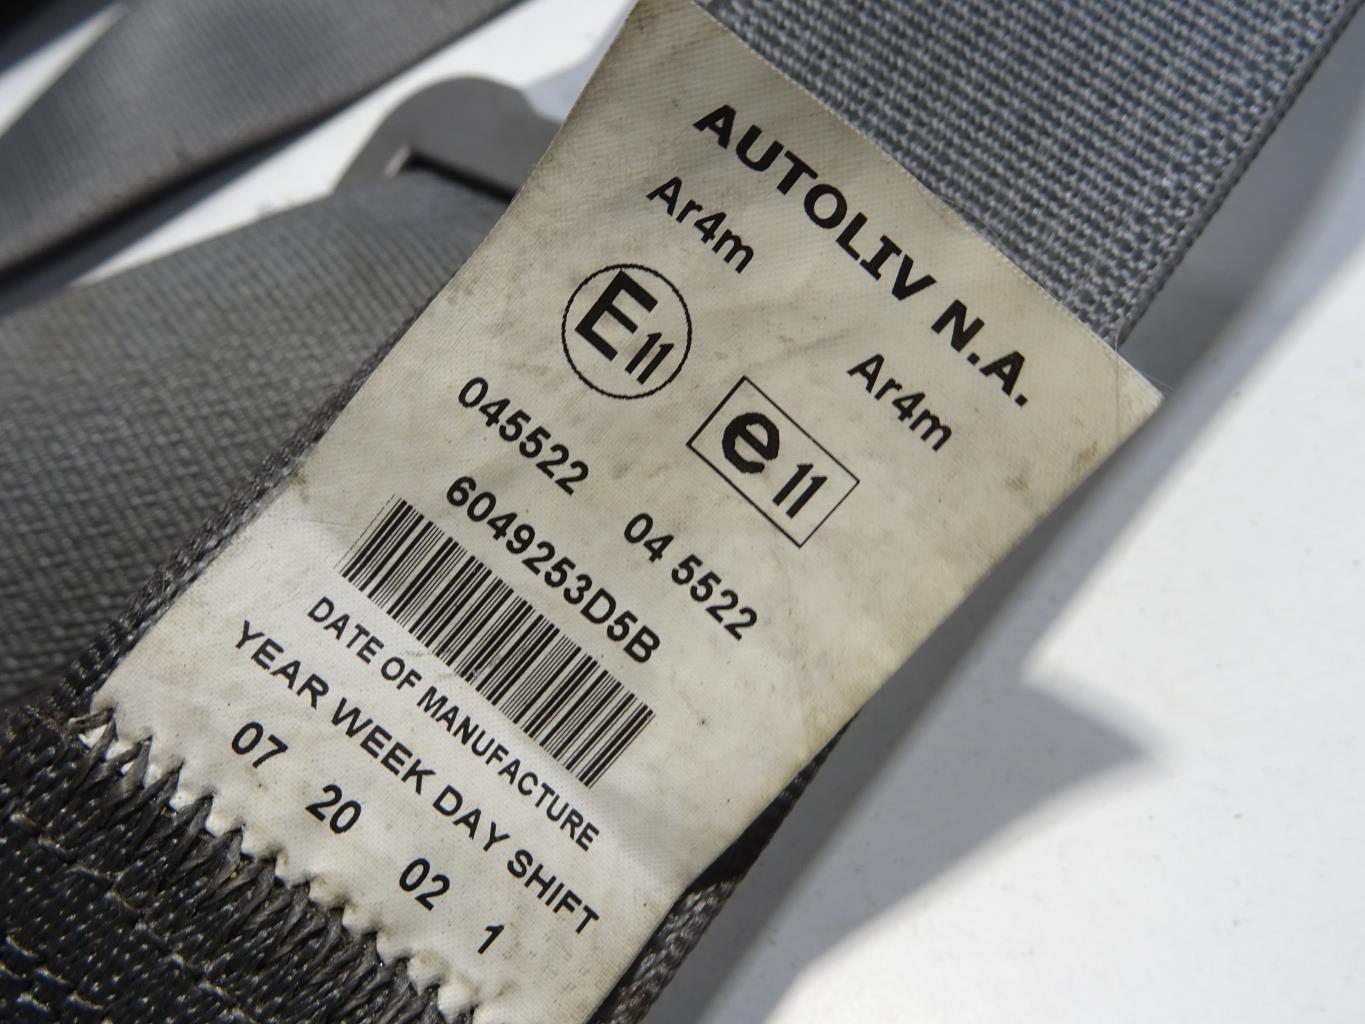 AUTOLIV N.A.
Ar4m Ar4m
E11 e11
045522 04 5522
6049253D5B
DATE OF MANUFACTURE
YEAR WEEK DAY SHIFT
07 20 02 1